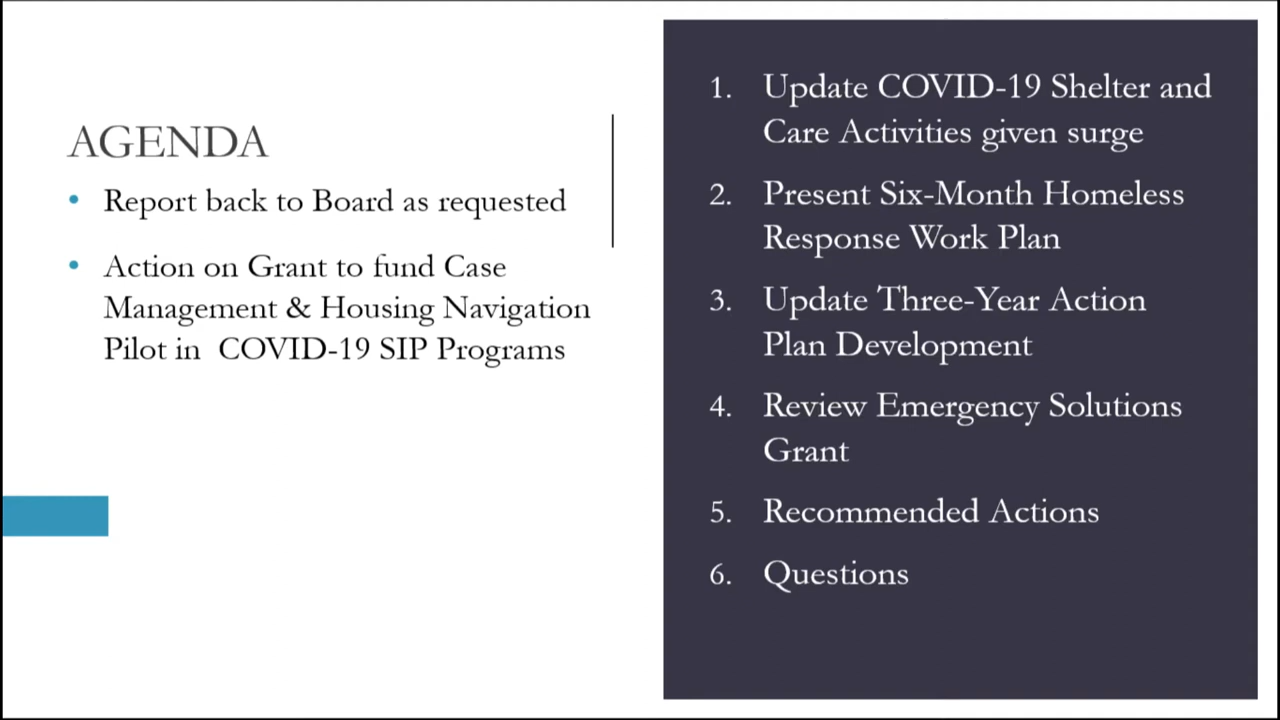 AGENDA
• Report back to Board as requested
• Action on Grant to fund Case
Management & Housing Navigation
Pilot in COVID-19 SIP Programs
1. Update COVID-19 Shelter and
Care Activities given surge
2. Present Six-Month Homeless
Response Work Plan
3. Update Three-Year Action
Plan Development
4. Review Emergency Solutions
Grant
5. Recommended Actions
6. Questions